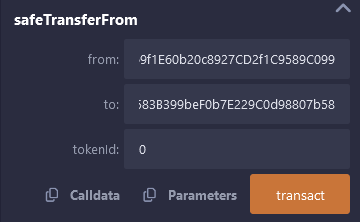 safeTransferFrom
from: 9f1E60b20c8927CD2f1C9589C099
to: 583B399beF0b7E229C0d98807b58
tokenId: 0
Calldata Parameters transact